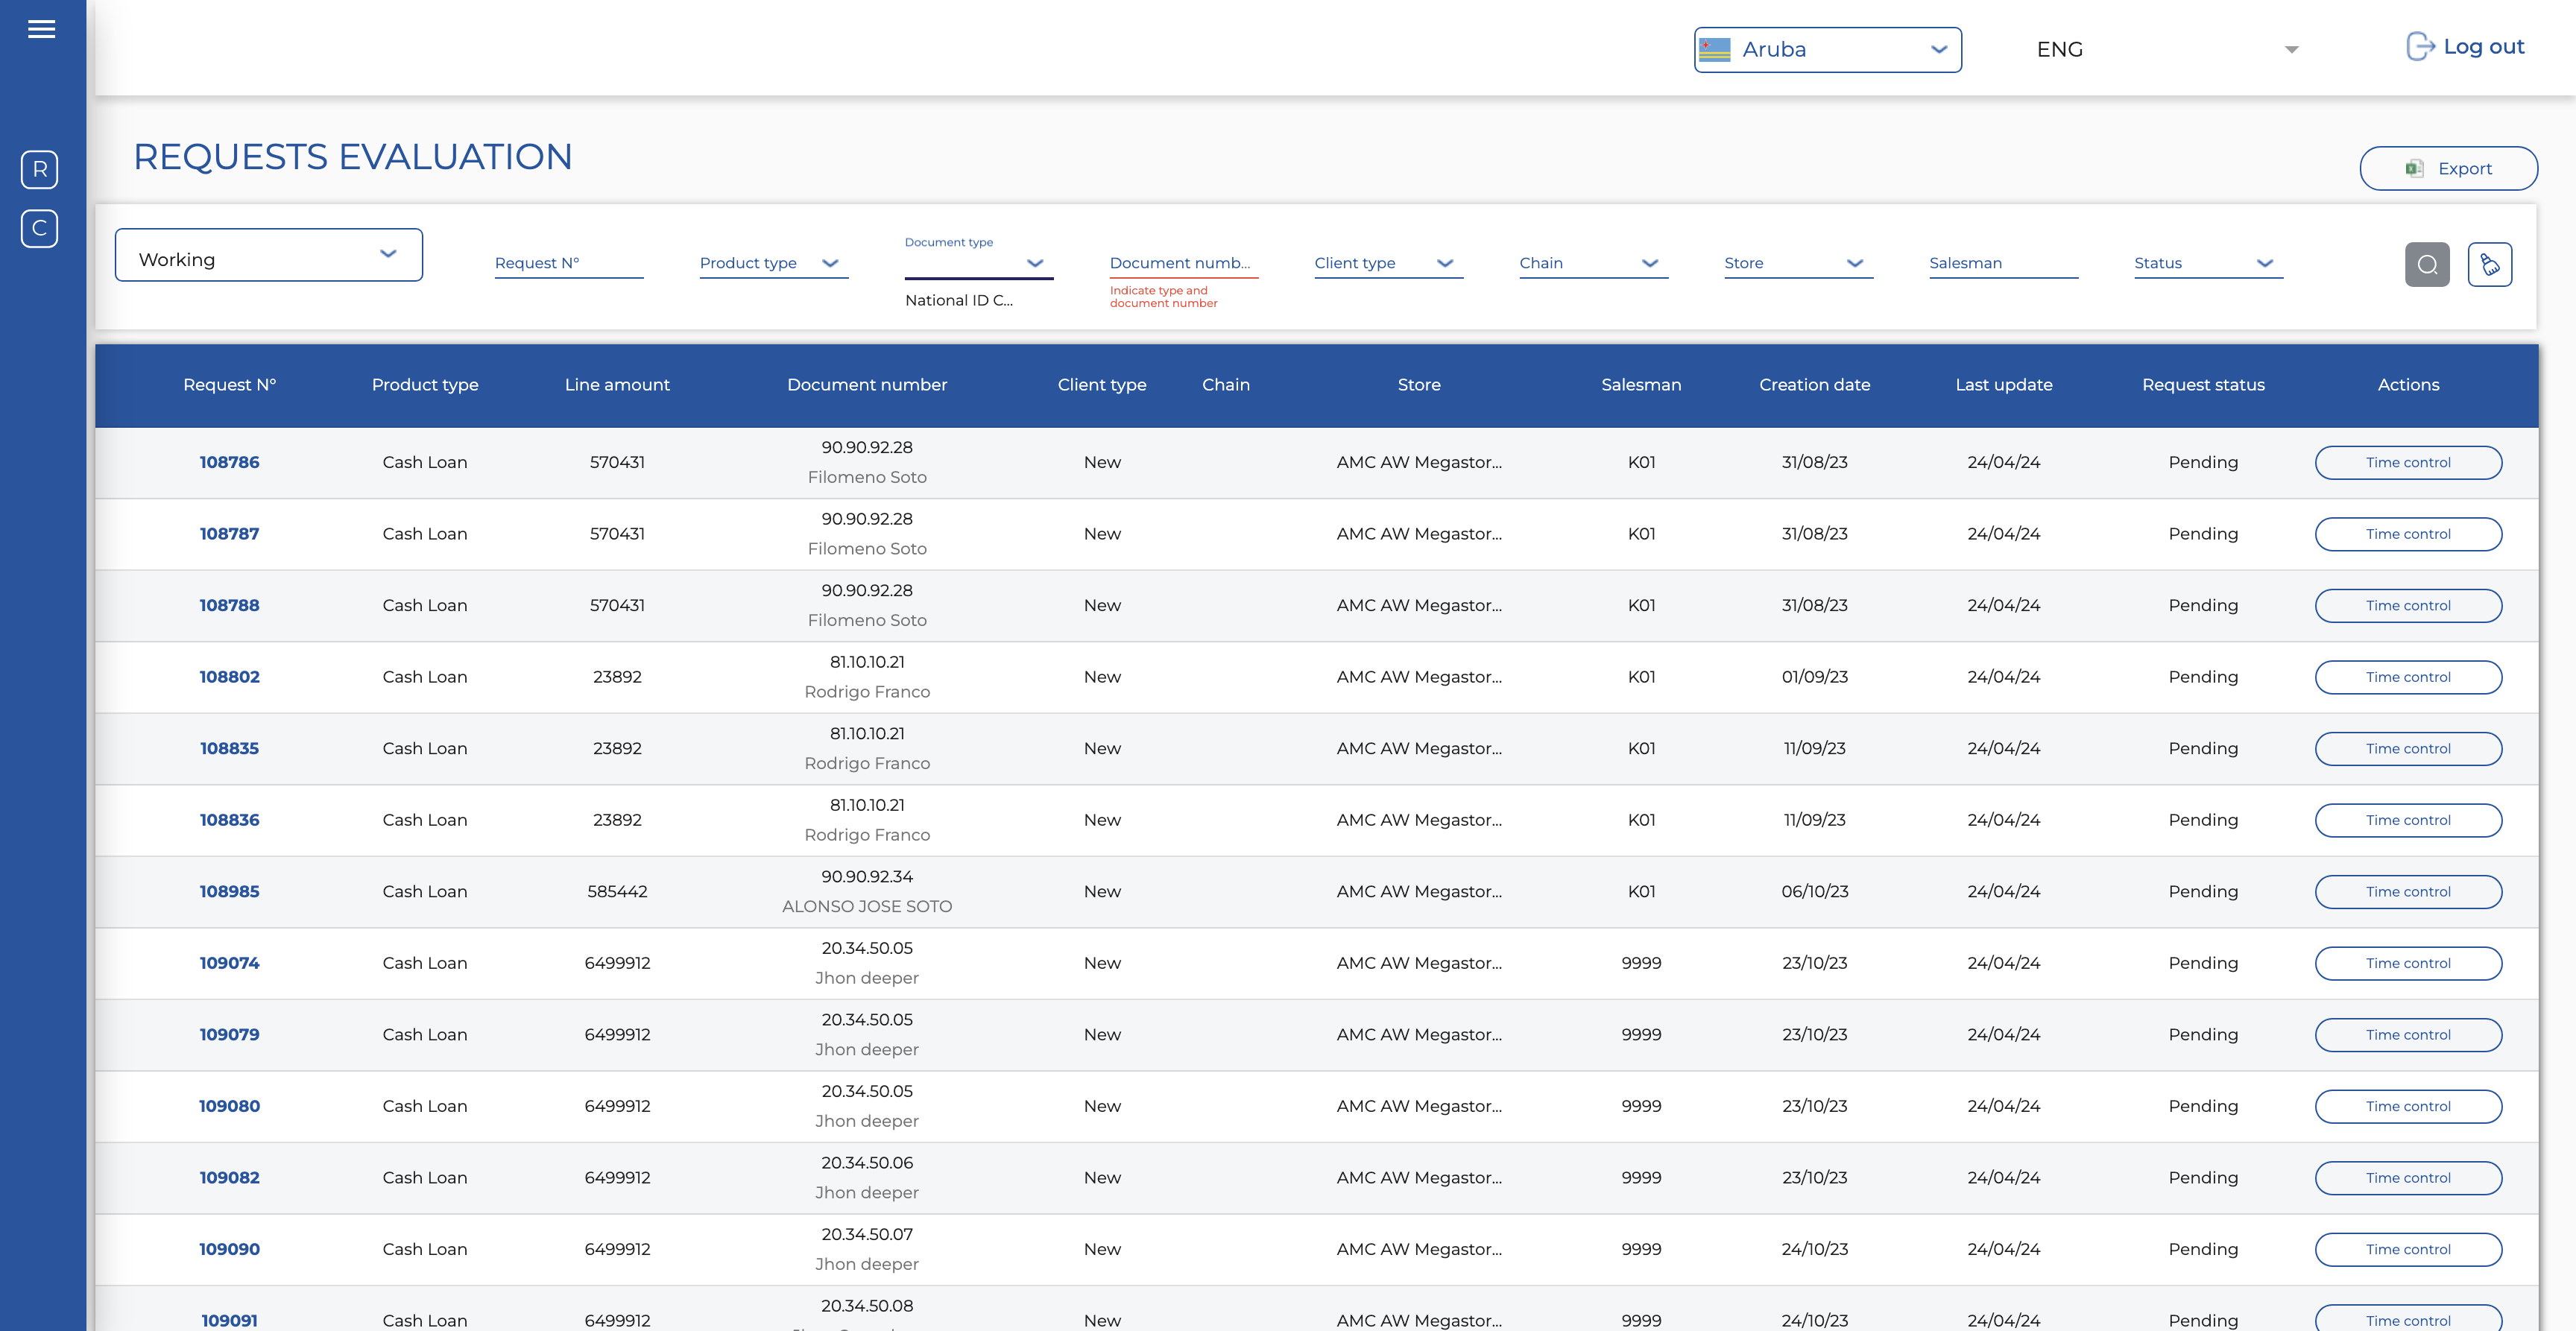 Aruba
ENG
Log out
R
C
REQUESTS EVALUATION
Export
Working
Request N°
Product type
Document type
National ID C...
Document numb...
Indicate type and
document number
Client type
Chain
Store
Salesman
Status
Request N° Product type Line amount Document number Client type Chain Store Salesman Creation date Last update Request status Actions
108786 Cash Loan 570431 90.90.92.28 New AMC AW Megastor... K01 31/08/23 24/04/24 Pending Time control
Filomeno Soto
108787 Cash Loan 570431 90.90.92.28 New AMC AW Megastor... K01 31/08/23 24/04/24 Pending Time control
Filomeno Soto
108788 Cash Loan 570431 90.90.92.28 New AMC AW Megastor... K01 31/08/23 24/04/24 Pending Time control
Filomeno Soto
108802 Cash Loan 23892 81.10.10.21 New AMC AW Megastor... K01 01/09/23 24/04/24 Pending Time control
Rodrigo Franco
108835 Cash Loan 23892 81.10.10.21 New AMC AW Megastor... K01 11/09/23 24/04/24 Pending Time control
Rodrigo Franco
108836 Cash Loan 23892 81.10.10.21 New AMC AW Megastor... K01 11/09/23 24/04/24 Pending Time control
Rodrigo Franco
108985 Cash Loan 585442 90.90.92.34 New AMC AW Megastor... K01 06/10/23 24/04/24 Pending Time control
ALONSO JOSE SOTO
109074 Cash Loan 6499912 20.34.50.05 New AMC AW Megastor... 9999 23/10/23 24/04/24 Pending Time control
Jhon deeper
109079 Cash Loan 6499912 20.34.50.05 New AMC AW Megastor... 9999 23/10/23 24/04/24 Pending Time control
Jhon deeper
109080 Cash Loan 6499912 20.34.50.05 New AMC AW Megastor... 9999 23/10/23 24/04/24 Pending Time control
Jhon deeper
109082 Cash Loan 6499912 20.34.50.06 New AMC AW Megastor... 9999 23/10/23 24/04/24 Pending Time control
Jhon deeper
109090 Cash Loan 6499912 20.34.50.07 New AMC AW Megastor... 9999 24/10/23 24/04/24 Pending Time control
Jhon deeper
109091 Cash Loan 6499912 20.34.50.08 New AMC AW Megastor... 9999 24/10/23 24/04/24 Pending Time control